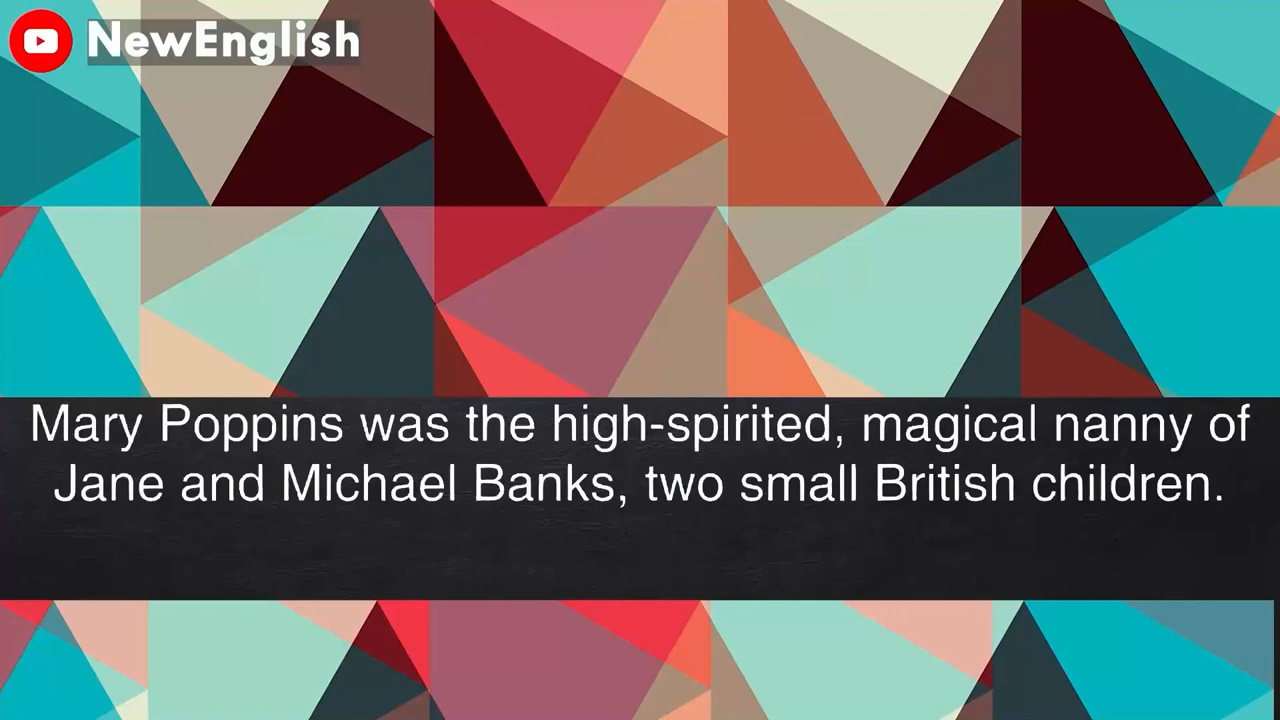 NewEnglish
Mary Poppins was the high-spirited, magical nanny of
Jane and Michael Banks, two small British children.